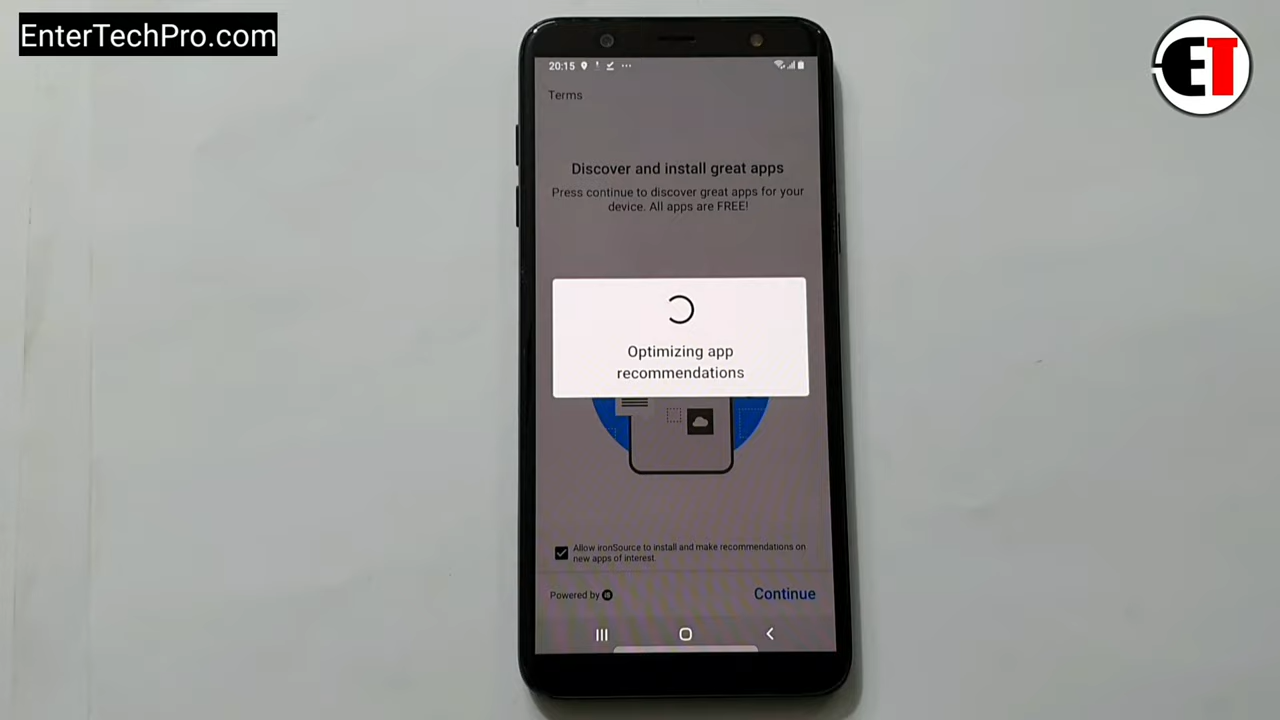 EnterTechPro.com
ET
20:15
Terms
Discover and install great apps
Press continue to discover great apps for your
device. All apps are FREE!
Optimizing app
recommendations
Allow ironSource to install and make recommendations on
new apps of interest.
Powered by
Continue